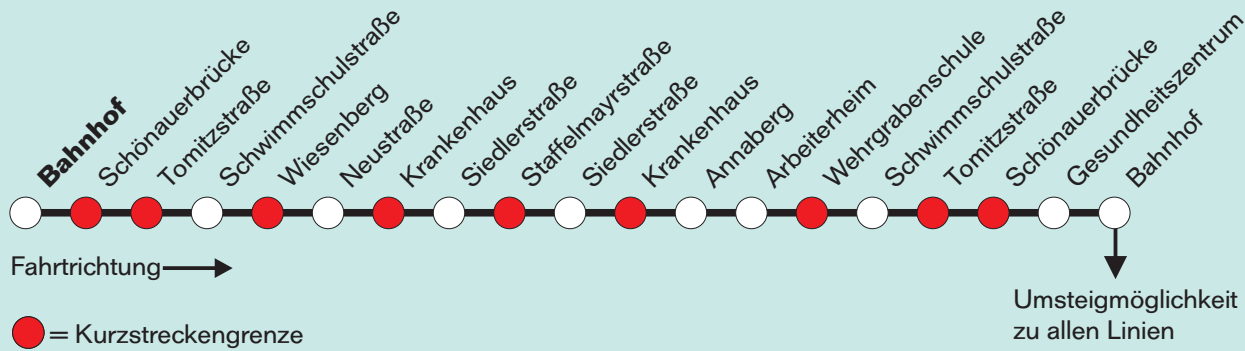 Bahnhof
Schönauerbrücke
Tomitzstraße
Schwimmschulstraße
Wiesenberg
Neustraße
Krankenhaus
Siedlerstraße
Staffelmayrstraße
Siedlerstraße
Krankenhaus
Annaberg
Arbeiterheim
Wehrgrabenschule
Schwimmschulstraße
Tomitzstraße
Schönauerbrücke
Gesundheitszentrum
Bahnhof
Fahrtrichtung
= Kurzstreckengrenze
Umsteigmöglichkeit
zu allen Linien